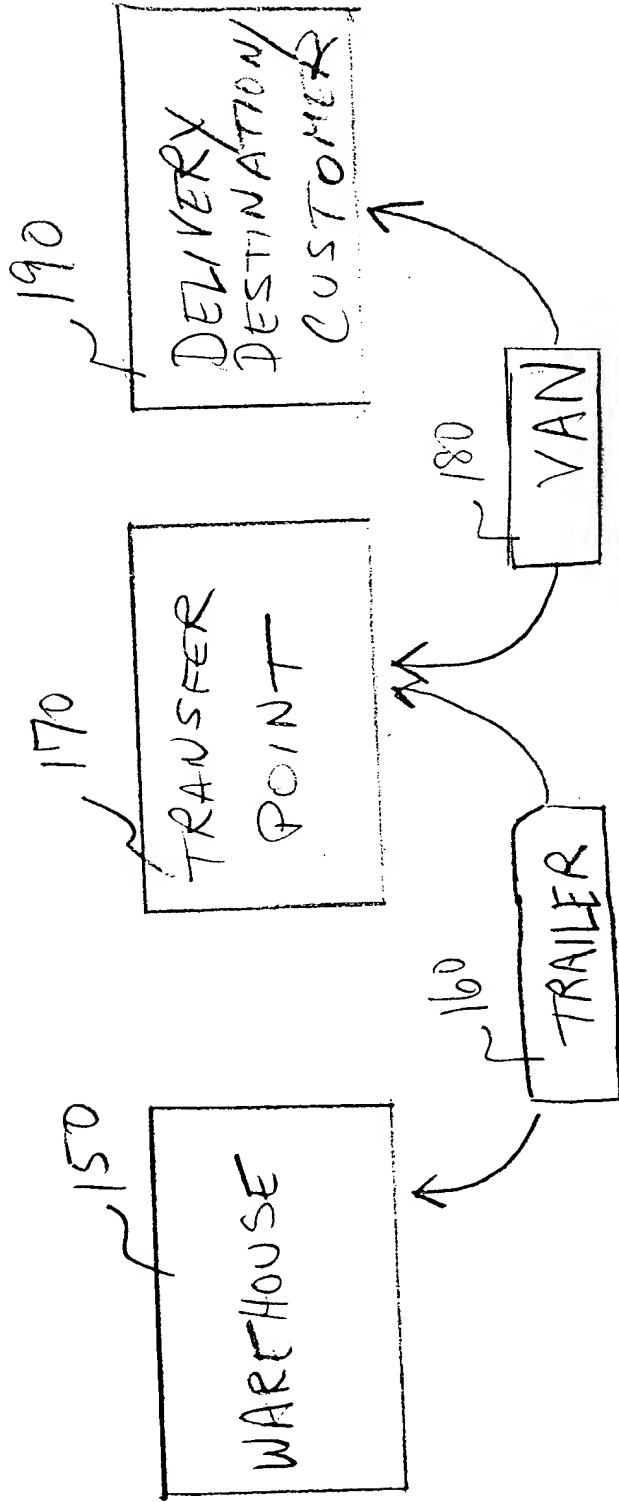 150
WAREHOUSE
160
TRAILER
170
TRANSFER
POINT
180
VAN
190
DELIVERY
DESTINATION/
CUSTOMER